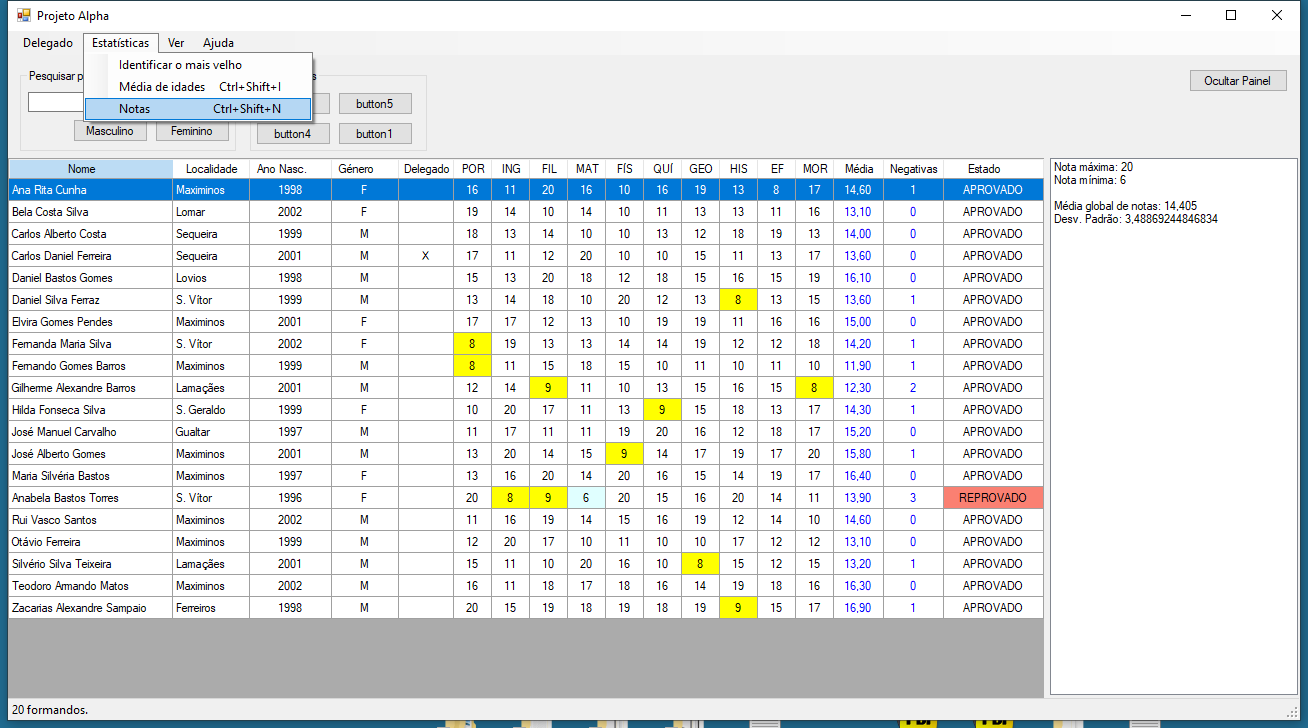 Projeto Alpha
Delegado Estatísticas Ver Ajuda
Identificar o mais velho
Média de idades Ctrl+Shift+I
Notas Ctrl+Shift+N
Pesquisar p s
Masculino Feminino
button5
button4 button1
Ocultar Painel
Nome Localidade Ano Nasc. Género Delegado POR ING FIL MAT FÍS QUÍ GEO HIS EF MOR Média Negativas Estado
Ana Rita Cunha Maximinos 1998 F 16 11 20 16 10 16 19 13 8 17 14,60 1 APROVADO
Bela Costa Silva Lomar 2002 F 19 14 10 14 10 11 13 13 11 16 13,10 0 APROVADO
Carlos Alberto Costa Sequeira 1999 M 18 13 14 10 10 13 12 18 19 13 14,00 0 APROVADO
Carlos Daniel Ferreira Sequeira 2001 M X 17 11 12 20 10 10 15 11 13 17 13,60 0 APROVADO
Daniel Bastos Gomes Lovios 1998 M 15 13 20 18 12 18 15 16 15 19 16,10 0 APROVADO
Daniel Silva Ferraz S. Vítor 1999 M 13 14 18 10 20 12 13 8 13 15 13,60 1 APROVADO
Elvira Gomes Pendes Maximinos 2001 F 17 17 12 13 10 19 19 11 16 16 15,00 0 APROVADO
Fernanda Maria Silva S. Vítor 2002 F 8 19 13 13 14 14 19 12 12 18 14,20 1 APROVADO
Fernando Gomes Barros Maximinos 1999 M 8 11 15 18 15 10 11 10 11 10 11,90 1 APROVADO
Gilherme Alexandre Barros Lamaçães 2001 M 12 14 9 11 10 13 15 16 15 8 12,30 2 APROVADO
Hilda Fonseca Silva S. Geraldo 1999 F 10 20 17 11 13 9 15 18 13 17 14,30 1 APROVADO
José Manuel Carvalho Gualtar 1997 M 11 17 11 11 19 20 16 12 18 17 15,20 0 APROVADO
José Alberto Gomes Maximinos 2001 M 13 20 14 15 9 14 17 19 17 20 15,80 1 APROVADO
Maria Silvéria Bastos Maximinos 1997 F 13 16 20 14 20 16 15 14 19 17 16,40 0 APROVADO
Anabela Bastos Torres S. Vítor 1996 F 20 8 9 6 20 15 16 20 14 11 13,90 3 REPROVADO
Rui Vasco Santos Maximinos 2002 M 11 16 19 14 15 16 19 12 14 10 14,60 0 APROVADO
Otávio Ferreira Maximinos 1999 M 12 20 17 10 11 10 10 17 12 12 13,10 0 APROVADO
Silvério Silva Teixeira Lamaçães 2001 M 15 11 10 20 16 10 8 15 12 15 13,20 1 APROVADO
Teodoro Armando Matos Maximinos 2002 M 16 11 18 17 18 16 14 19 18 16 16,30 0 APROVADO
Zacarias Alexandre Sampaio Ferreiros 1998 M 20 15 19 18 19 18 19 9 15 17 16,90 1 APROVADO
Nota máxima: 20
Nota mínima: 6
Média global de notas: 14,405
Desv. Padrão: 3,48869244846834
20 formandos.